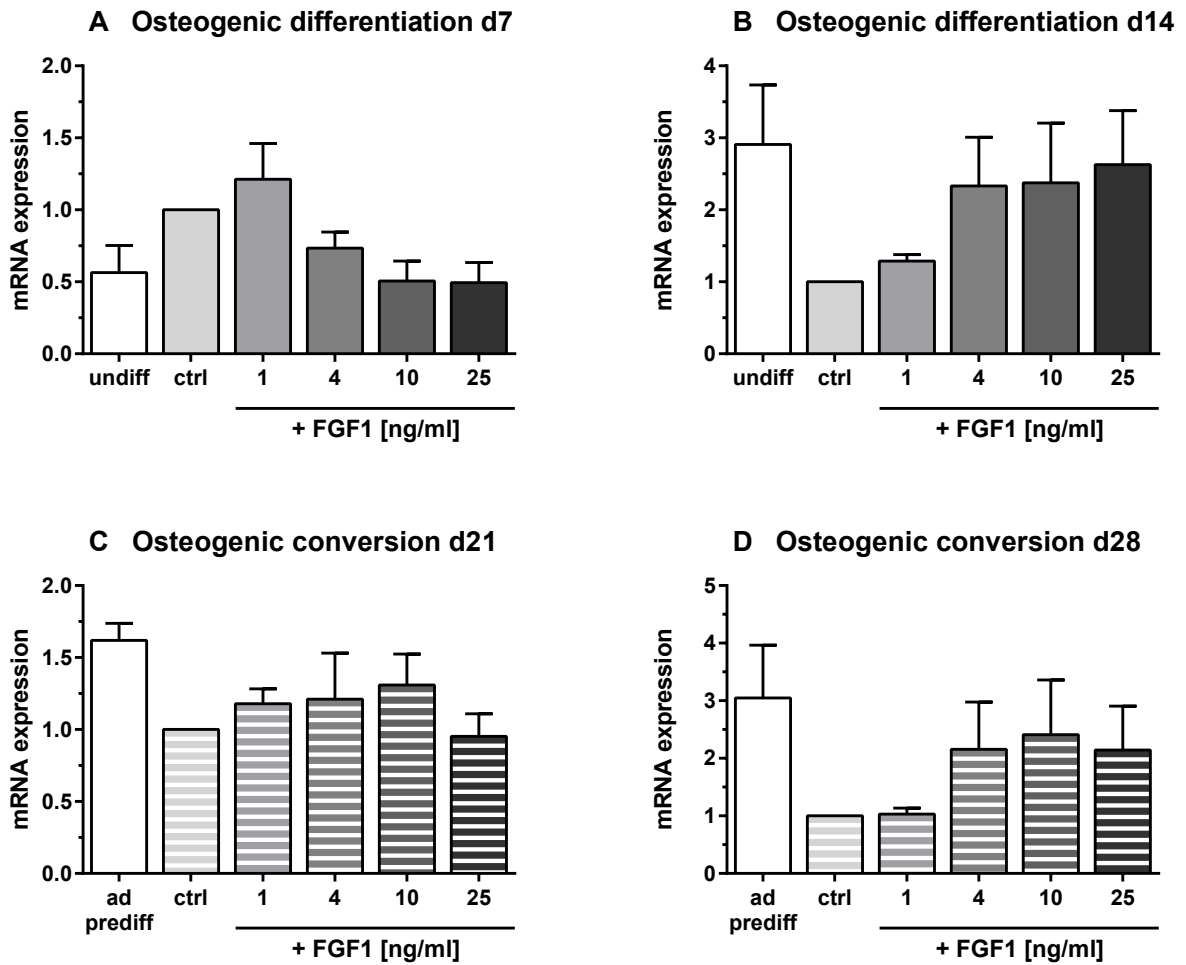 A Osteogenic differentiation d7
mRNA expression
2.0
1.5
1.0
0.5
0.0
undiff ctrl 1 4 10 25
+ FGF1 [ng/ml]
B Osteogenic differentiation d14
mRNA expression
4
3
2
1
0
undiff ctrl 1 4 10 25
+ FGF1 [ng/ml]
C Osteogenic conversion d21
mRNA expression
2.0
1.5
1.0
0.5
0.0
ad prediff ctrl 1 4 10 25
+ FGF1 [ng/ml]
D Osteogenic conversion d28
mRNA expression
5
4
3
2
1
0
ad prediff ctrl 1 4 10 25
+ FGF1 [ng/ml]